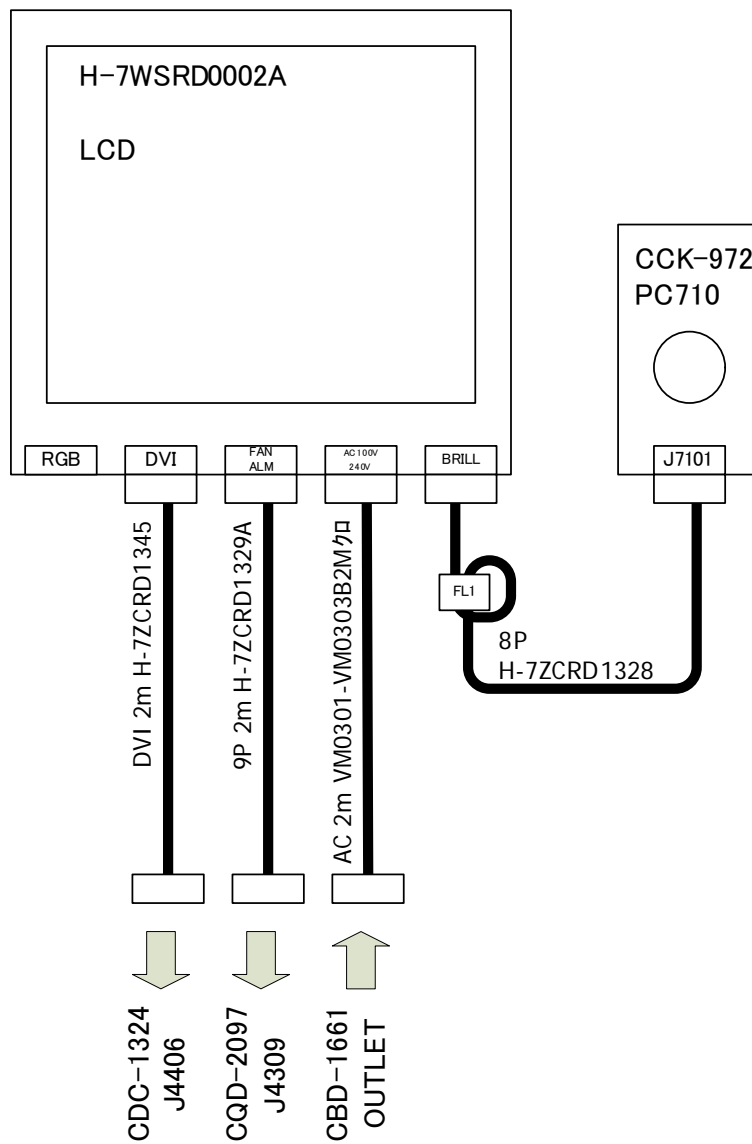 H-7WSRD0002A
LCD
CCK-972
PC710
RGB
DVI
FAN
ALM
AC100V
240V
BRILL
J7101
DVI 2m H-7ZCRD1345
9P 2m H-7ZCRD1329A
AC 2m VM0301-VM0303B2Mクロ
FL1
8P
H-7ZCRD1328
CDC-1324
J4406
CQD-2097
J4309
CBD-1661
OUTLET